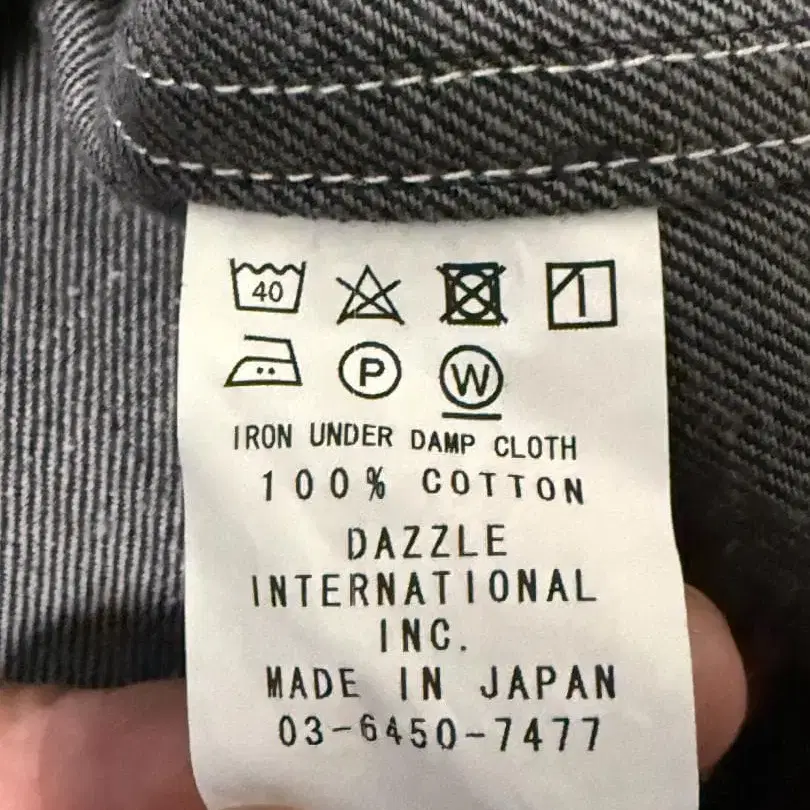 40
P W
IRON UNDER DAMP CLOTH
100% COTTON
DAZZLE
INTERNATIONAL
INC.
MADE IN JAPAN
03-6450-7477